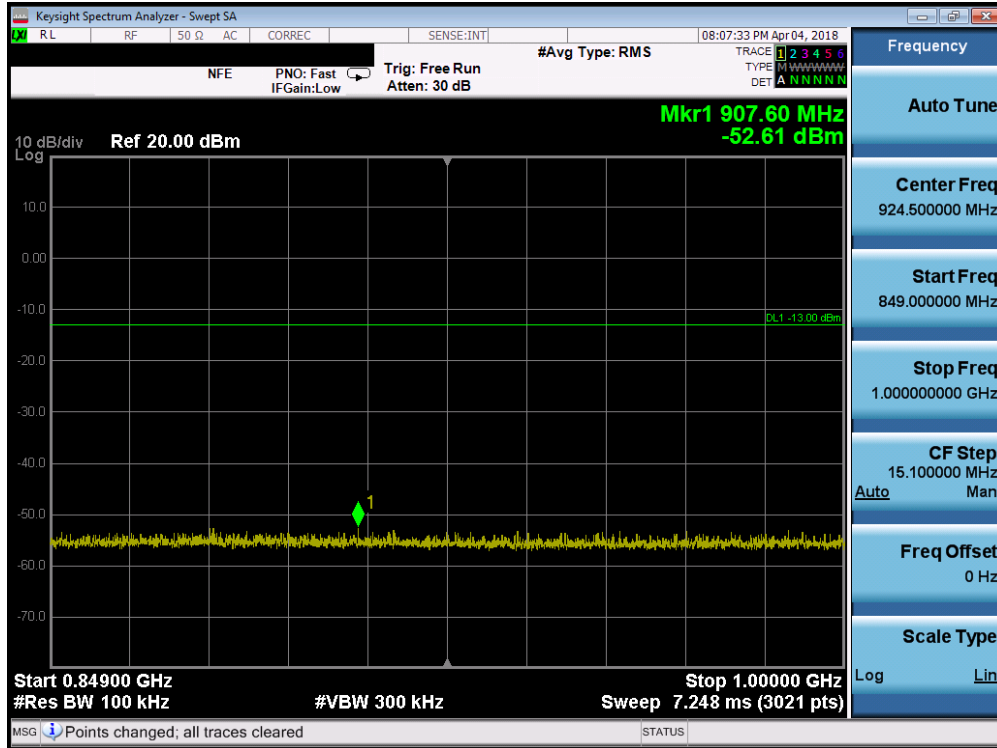 Keysight Spectrum Analyzer - Swept SA
LXI RL RF 50 Ω AC CORREC SENSE:INT 08:07:33 PM Apr 04, 2018
#Avg Type: RMS
TRACE 1 2 3 4 5 6
TYPE M WWWWW
DET A N N N N N
NFE PNO: Fast Trig: Free Run
IFGain:Low Atten: 30 dB
Mkr1 907.60 MHz
-52.61 dBm
10 dB/div Ref 20.00 dBm
Log
10.0
0.00
-10.0
DL1 -13.00 dBm
-20.0
-30.0
-40.0
1
-50.0
-60.0
-70.0
Start 0.84900 GHz Stop 1.00000 GHz
#Res BW 100 kHz #VBW 300 kHz Sweep 7.248 ms (3021 pts)
MSG Points changed; all traces cleared STATUS
Frequency
Auto Tune
Center Freq
924.500000 MHz
Start Freq
849.000000 MHz
Stop Freq
1.000000000 GHz
CF Step
15.100000 MHz
Auto Man
Freq Offset
0 Hz
Scale Type
Log Lin